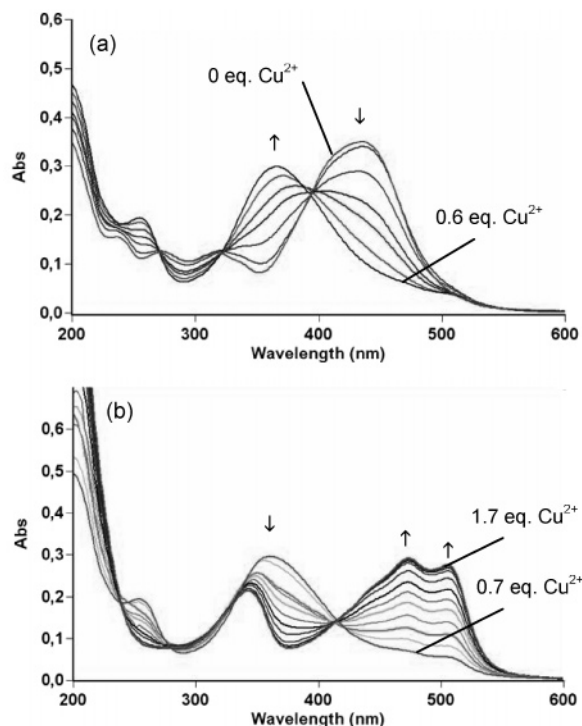 (a)
0 eq. Cu²⁺
↑
↓
0.6 eq. Cu²⁺
Abs
0,6
0,5
0,4
0,3
0,2
0,1
0,0
200
300
400
500
600
Wavelength (nm)
(b)
↓
↑
↑
1.7 eq. Cu²⁺
0.7 eq. Cu²⁺
Abs
0,6
0,5
0,4
0,3
0,2
0,1
0,0
200
300
400
500
600
Wavelength (nm)